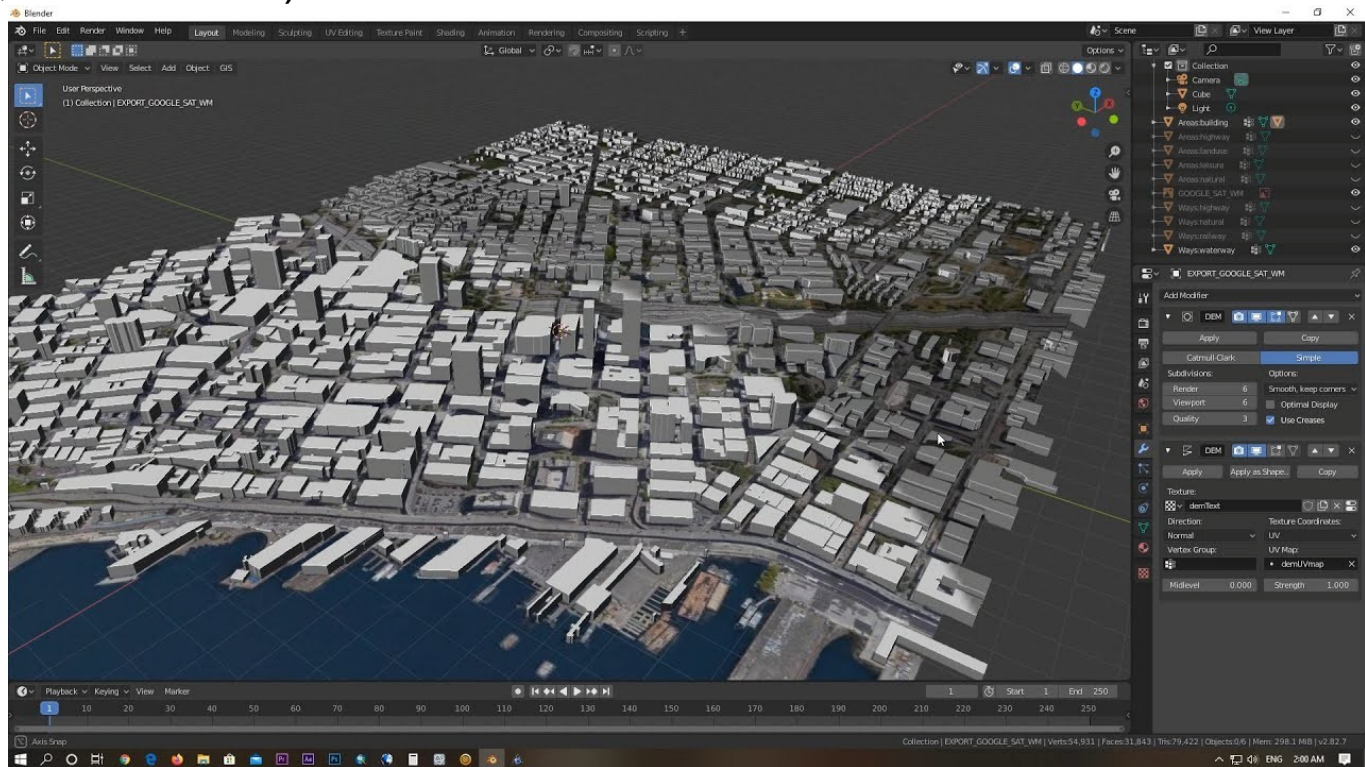 Blender
File Edit Render Window Help Layout Modeling Sculpting UV Editing Texture Paint Shading Animation Rendering Compositing Scripting + Scene View Layer
Global Options
Object Mode View Select Add Object GIS
User Perspective
(1) Collection | EXPORT_GOOGLE_SAT_WM
Collection
Camera
Cube
Light
Areas:building
Areas:highway
Areas:landuse
Areas:leisure
Areas:natural
GOOGLE_SAT_WM
Ways:highway
Ways:natural
Ways:railway
Ways:waterway
EXPORT_GOOGLE_SAT_WM
Add Modifier
DEM
Apply Copy
Catmull-Clark Simple
Subdivisions: Options:
Render 6 Smooth, keep corners
Viewport 6 Optimal Display
Quality 3 Use Creases
DEM
Apply Apply as Shape.. Copy
Texture:
demText
Direction: Texture Coordinates:
Normal UV
Vertex Group: UV Map:
demUVmap
Midlevel 0.000 Strength 1.000
Playback Keying View Marker 1 Start 1 End 250
1 10 20 30 40 50 60 70 80 90 100 110 120 130 140 150 160 170 180 190 200 210 220 230 240 250
Axis Snap Collection | EXPORT_GOOGLE_SAT_WM | Verts:54,931 | Faces:31,843 | Tris:79,422 | Objects:0/6 | Mem: 298.1 MiB | v2.82.7
ENG 2:00 AM